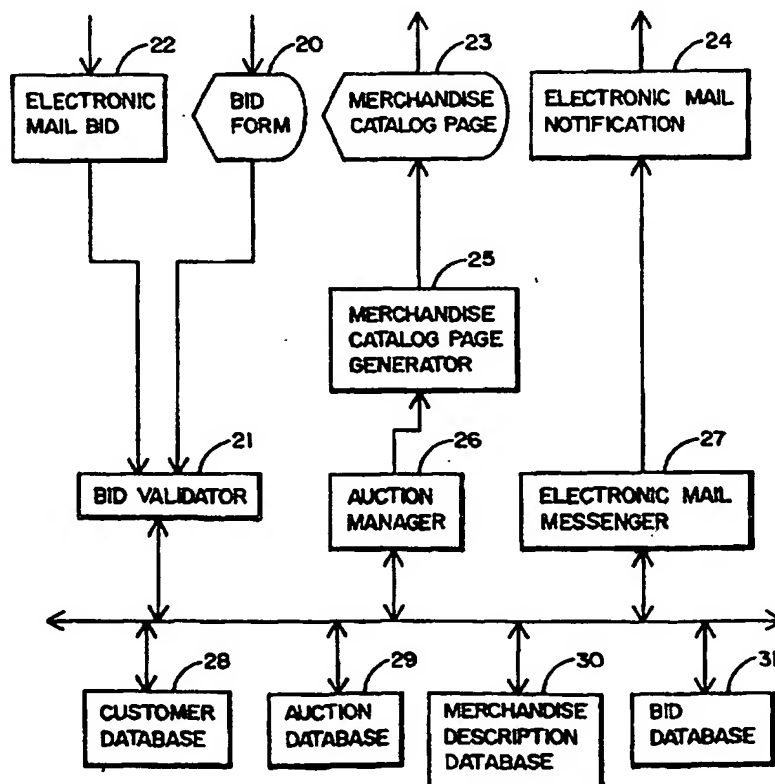 22
20
23
24
ELECTRONIC
MAIL BID
BID
FORM
MERCHANDISE
CATALOG PAGE
ELECTRONIC MAIL
NOTIFICATION
25
MERCHANDISE
CATALOG PAGE
GENERATOR
21
26
27
BID VALIDATOR
AUCTION
MANAGER
ELECTRONIC MAIL
MESSENGER
28
29
30
31
CUSTOMER
DATABASE
AUCTION
DATABASE
MERCHANDISE
DESCRIPTION
DATABASE
BID
DATABASE